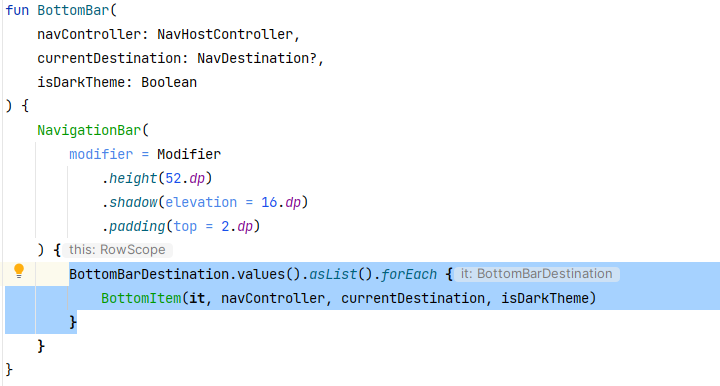 fun BottomBar(
    navController: NavHostController,
    currentDestination: NavDestination?,
    isDarkTheme: Boolean
) {
    NavigationBar(
        modifier = Modifier
            .height(52.dp)
            .shadow(elevation = 16.dp)
            .padding(top = 2.dp)
    ) { this: RowScope
        BottomBarDestination.values().asList().forEach { it: BottomBarDestination
            BottomItem(it, navController, currentDestination, isDarkTheme)
        }
    }
}